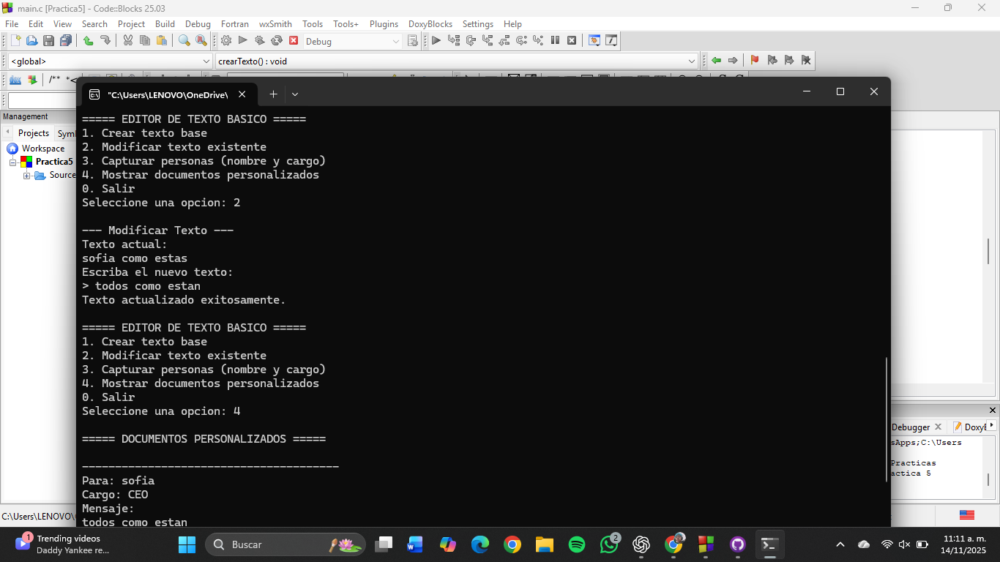 main.c [Practica5] - Code::Blocks 25.03
File Edit View Search Project Build Debug Fortran wxSmith Tools Tools+ Plugins DoxyBlocks Settings Help
Debug
<global> crearTexto() : void
/**
"C:\Users\LENOVO\OneDrive\
Management
Projects
Workspace
Practica5
===== EDITOR DE TEXTO BASICO =====
1. Crear texto base
2. Modificar texto existente
3. Capturar personas (nombre y cargo)
4. Mostrar documentos personalizados
0. Salir
Seleccione una opcion: 2
--- Modificar Texto ---
Texto actual:
sofia como estas
Escriba el nuevo texto:
> todos como estan
Texto actualizado exitosamente.
===== EDITOR DE TEXTO BASICO =====
1. Crear texto base
2. Modificar texto existente
3. Capturar personas (nombre y cargo)
4. Mostrar documentos personalizados
0. Salir
Seleccione una opcion: 4
===== DOCUMENTOS PERSONALIZADOS =====
---------------------------------------
Para: sofia
Cargo: CEO
Mensaje:
todos como estan
Debugger
sApps;C:\Users
Practicas
actica 5
C:\Users\LENOVO\
1
Trending videos
Daddy Yankee re...
Buscar
2
11:11 a. m.
14/11/2025